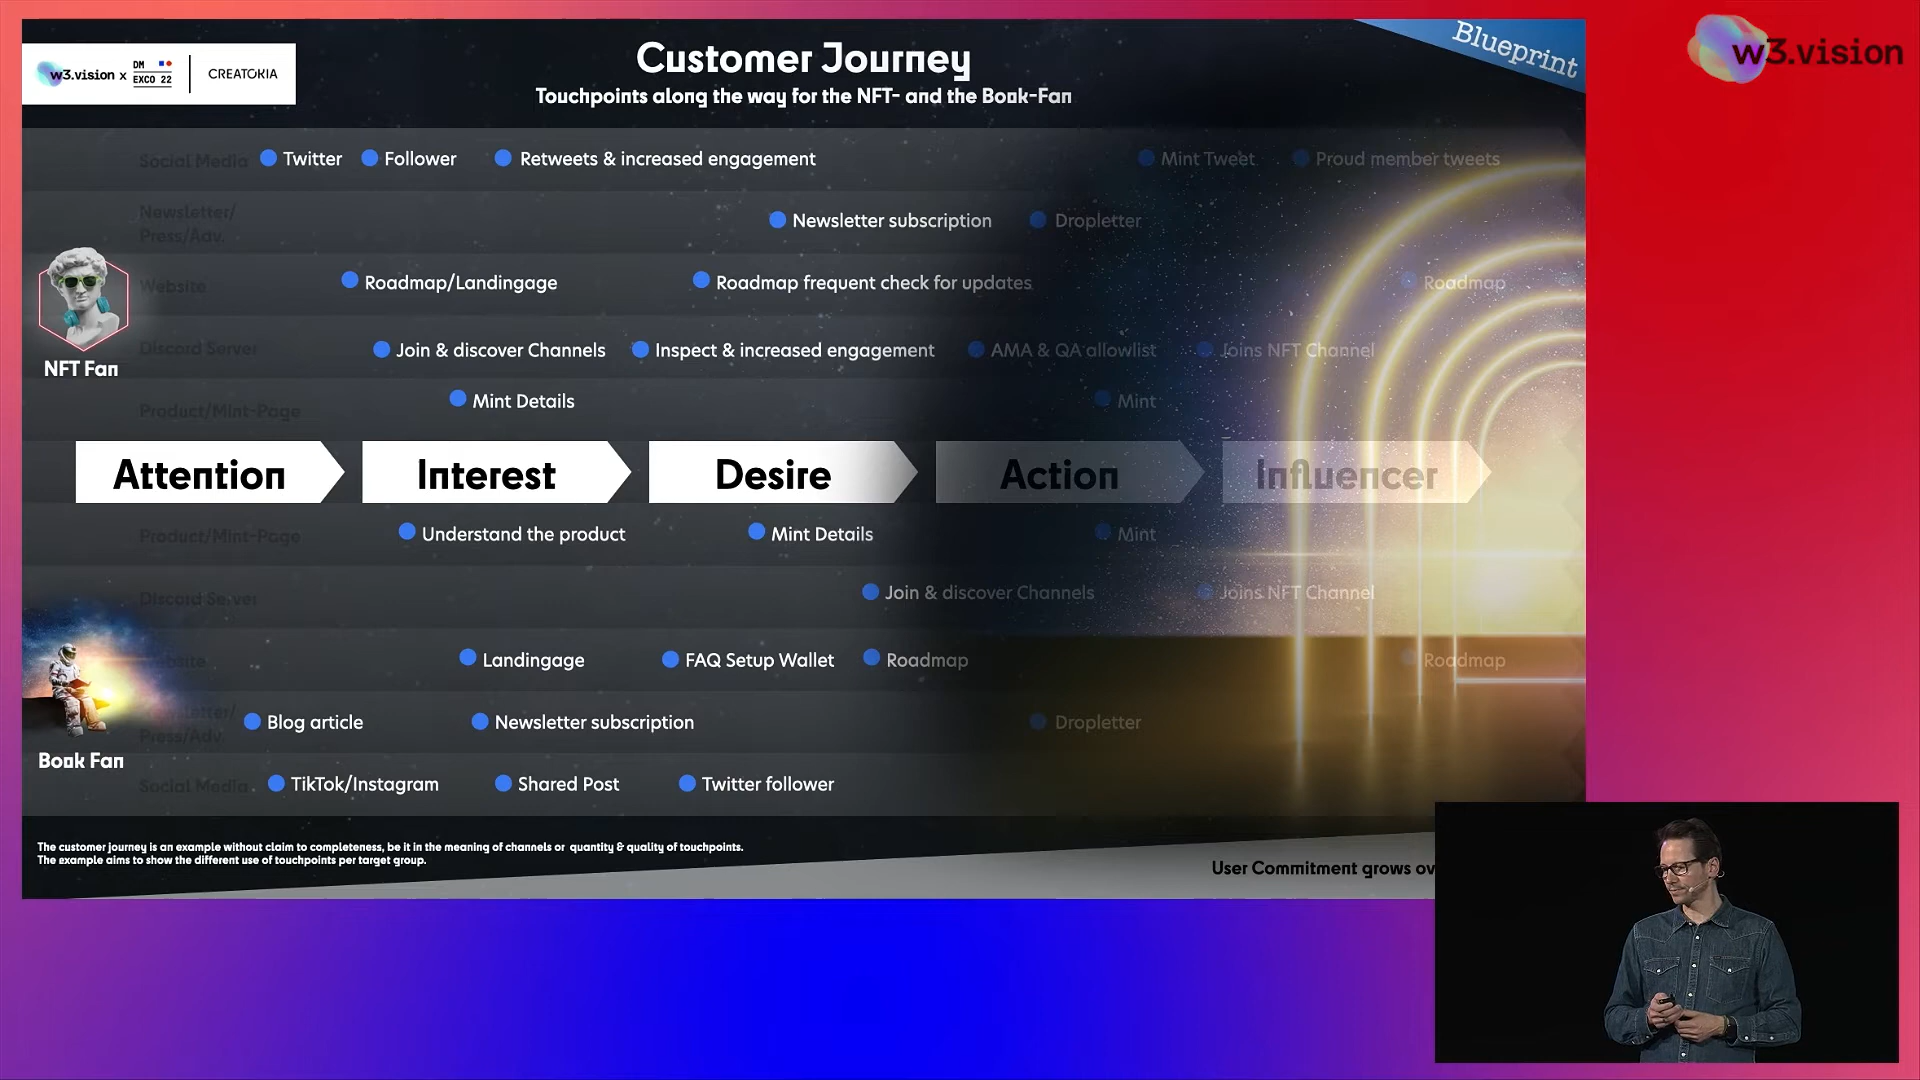 w3.vision x DM EXCO 22 CREATOKIA
Customer Journey
Touchpoints along the way for the NFT- and the Book-Fan
Blueprint
w3.vision
Social Media Twitter Follower Retweets & increased engagement Mint Tweet Proud member tweets
Newsletter/
Press/Adv.
Newsletter subscription Dropletter
Website Roadmap/Landingage Roadmap frequent check for updates Roadmap
Discord Server Join & discover Channels Inspect & increased engagement AMA & QA allowlist Joins NFT Channel
NFT Fan
Product/Mint-Page Mint Details Mint
Attention Interest Desire Action Influencer
Product/Mint-Page Understand the product Mint Details Mint
Discord Server Join & discover Channels Joins NFT Channel
Website Landingage FAQ Setup Wallet Roadmap Roadmap
Newsletter/
Press/Adv.
Blog article Newsletter subscription Dropletter
Book Fan
Social Media TikTok/Instagram Shared Post Twitter follower
The customer journey is an example without claim to completeness, be it in the meaning of channels or quantity & quality of touchpoints.
The example aims to show the different use of touchpoints per target group.
User Commitment grows ov